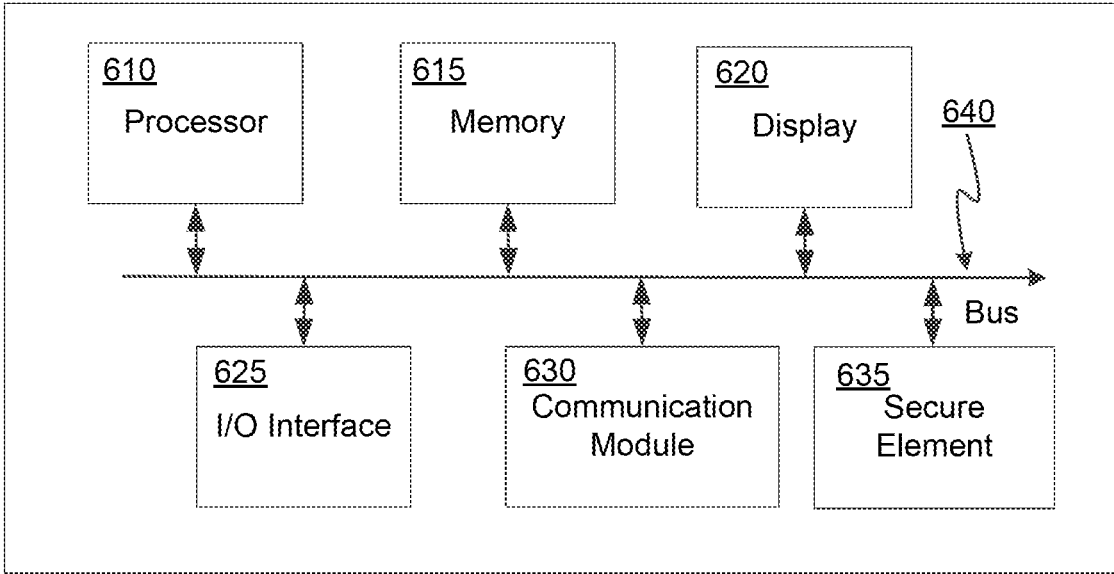 610
Processor
615
Memory
620
Display
640
Bus
625
I/O Interface
630
Communication
Module
635
Secure
Element